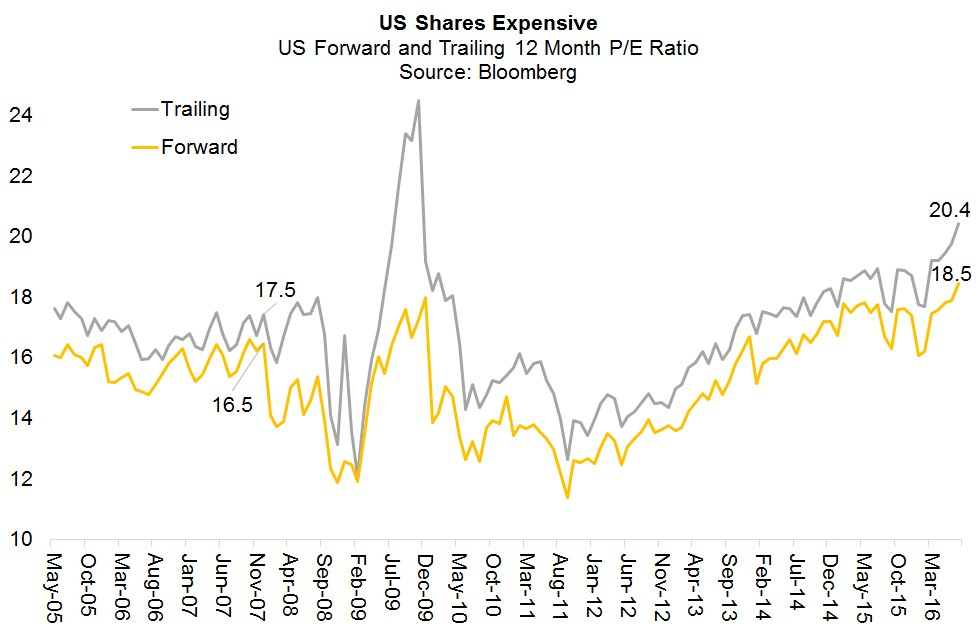 US Shares Expensive
US Forward and Trailing 12 Month P/E Ratio
Source: Bloomberg
Trailing
Forward
24
22
20
18
16
14
12
10
17.5
16.5
20.4
18.5
May-05
Oct-05
Mar-06
Aug-06
Jan-07
Jun-07
Nov-07
Apr-08
Sep-08
Feb-09
Jul-09
Dec-09
May-10
Oct-10
Mar-11
Aug-11
Jan-12
Jun-12
Nov-12
Apr-13
Sep-13
Feb-14
Jul-14
Dec-14
May-15
Oct-15
Mar-16